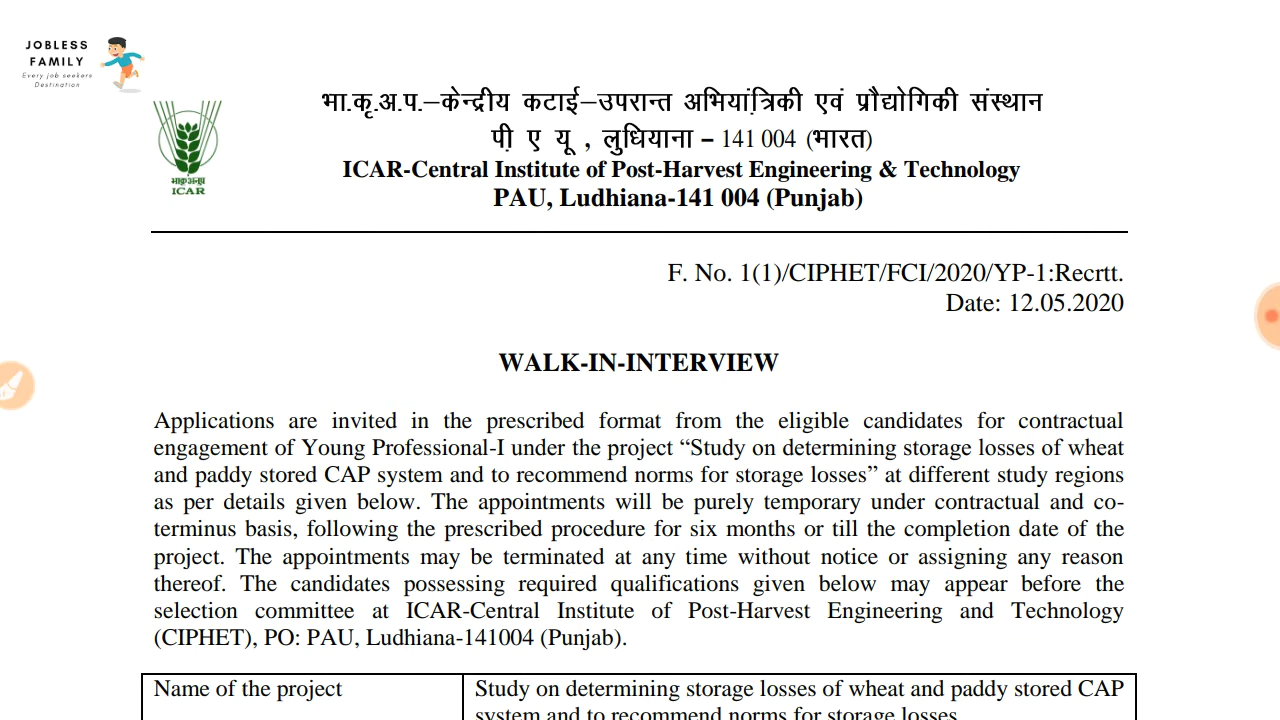 JOBLESS
FAMILY
Every job seekers
Destination
भा.कृ.अ.प.–केन्द्रीय कटाई–उपरान्त अभियांत्रिकी एवं प्रौद्योगिकी संस्थान
पी ए यू , लुधियाना – 141 004 (भारत)
ICAR-Central Institute of Post-Harvest Engineering & Technology
PAU, Ludhiana-141 004 (Punjab)
भाकृअनुप
ICAR
F. No. 1(1)/CIPHET/FCI/2020/YP-1:Recrtt.
Date: 12.05.2020
WALK-IN-INTERVIEW
Applications are invited in the prescribed format from the eligible candidates for contractual
engagement of Young Professional-I under the project “Study on determining storage losses of wheat
and paddy stored CAP system and to recommend norms for storage losses” at different study regions
as per details given below. The appointments will be purely temporary under contractual and co-
terminus basis, following the prescribed procedure for six months or till the completion date of the
project. The appointments may be terminated at any time without notice or assigning any reason
thereof. The candidates possessing required qualifications given below may appear before the
selection committee at ICAR-Central Institute of Post-Harvest Engineering and Technology
(CIPHET), PO: PAU, Ludhiana-141004 (Punjab).
Name of the project
Study on determining storage losses of wheat and paddy stored CAP
system and to recommend norms for storage losses